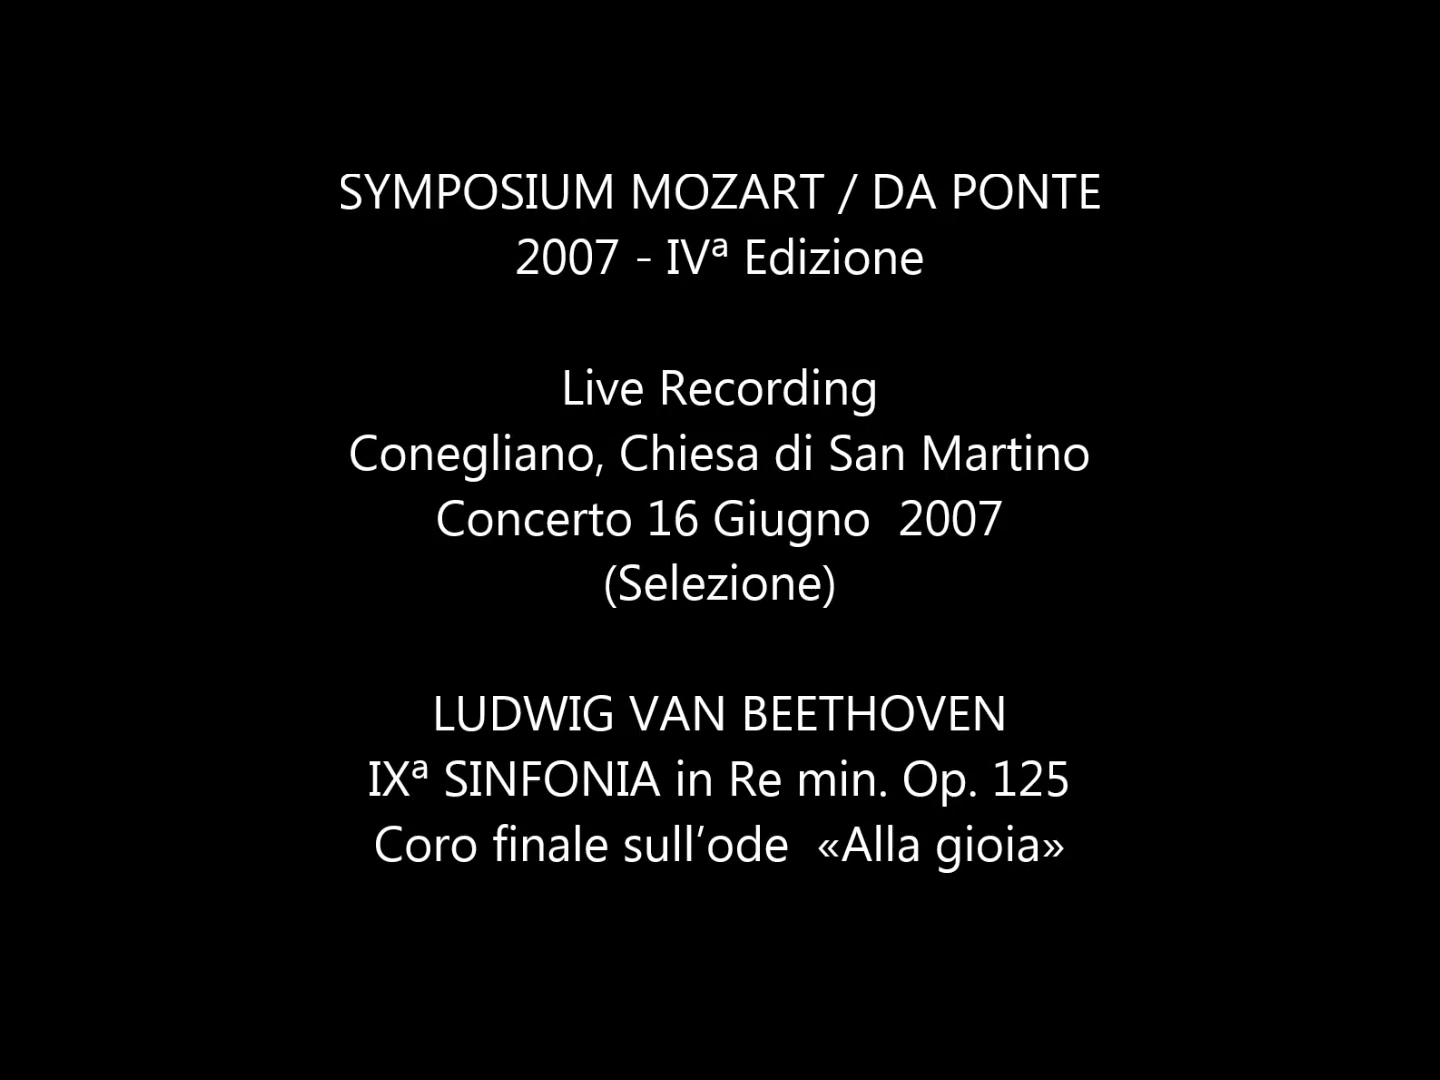 SYMPOSIUM MOZART / DA PONTE
2007 - IVª Edizione
Live Recording
Conegliano, Chiesa di San Martino
Concerto 16 Giugno  2007
(Selezione)
LUDWIG VAN BEETHOVEN
IXª SINFONIA in Re min. Op. 125
Coro finale sull’ode  «Alla gioia»